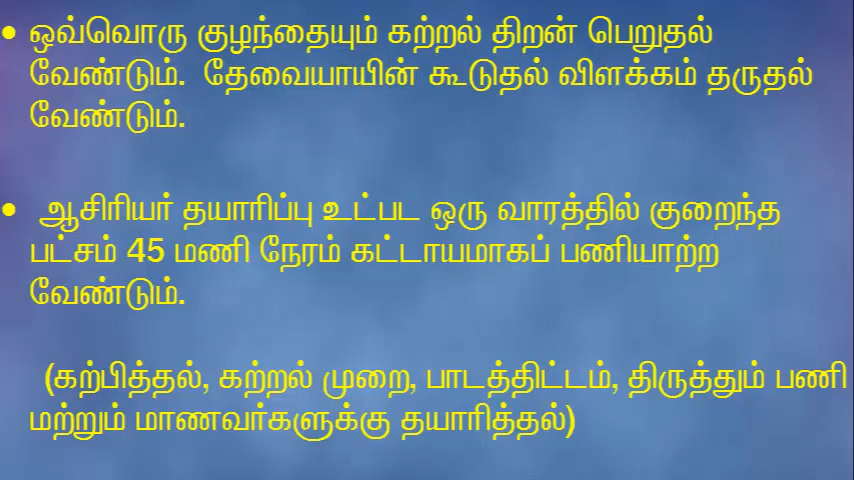 • ஒவ்வொரு குழந்தையும் கற்றல் திறன் பெறுதல்
வேண்டும். தேவையாயின் கூடுதல் விளக்கம் தருதல்
வேண்டும்.
• ஆசிரியர் தயாரிப்பு உட்பட ஒரு வாரத்தில் குறைந்த
பட்சம் 45 மணி நேரம் கட்டாயமாகப் பணியாற்ற
வேண்டும்.
(கற்பித்தல், கற்றல் முறை, பாடத்திட்டம், திருத்தும் பணி
மற்றும் மாணவர்களுக்கு தயாரித்தல்)